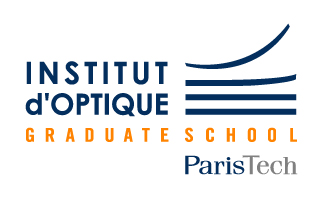 INSTITUT
d'OPTIQUE
GRADUATE SCHOOL
ParisTech